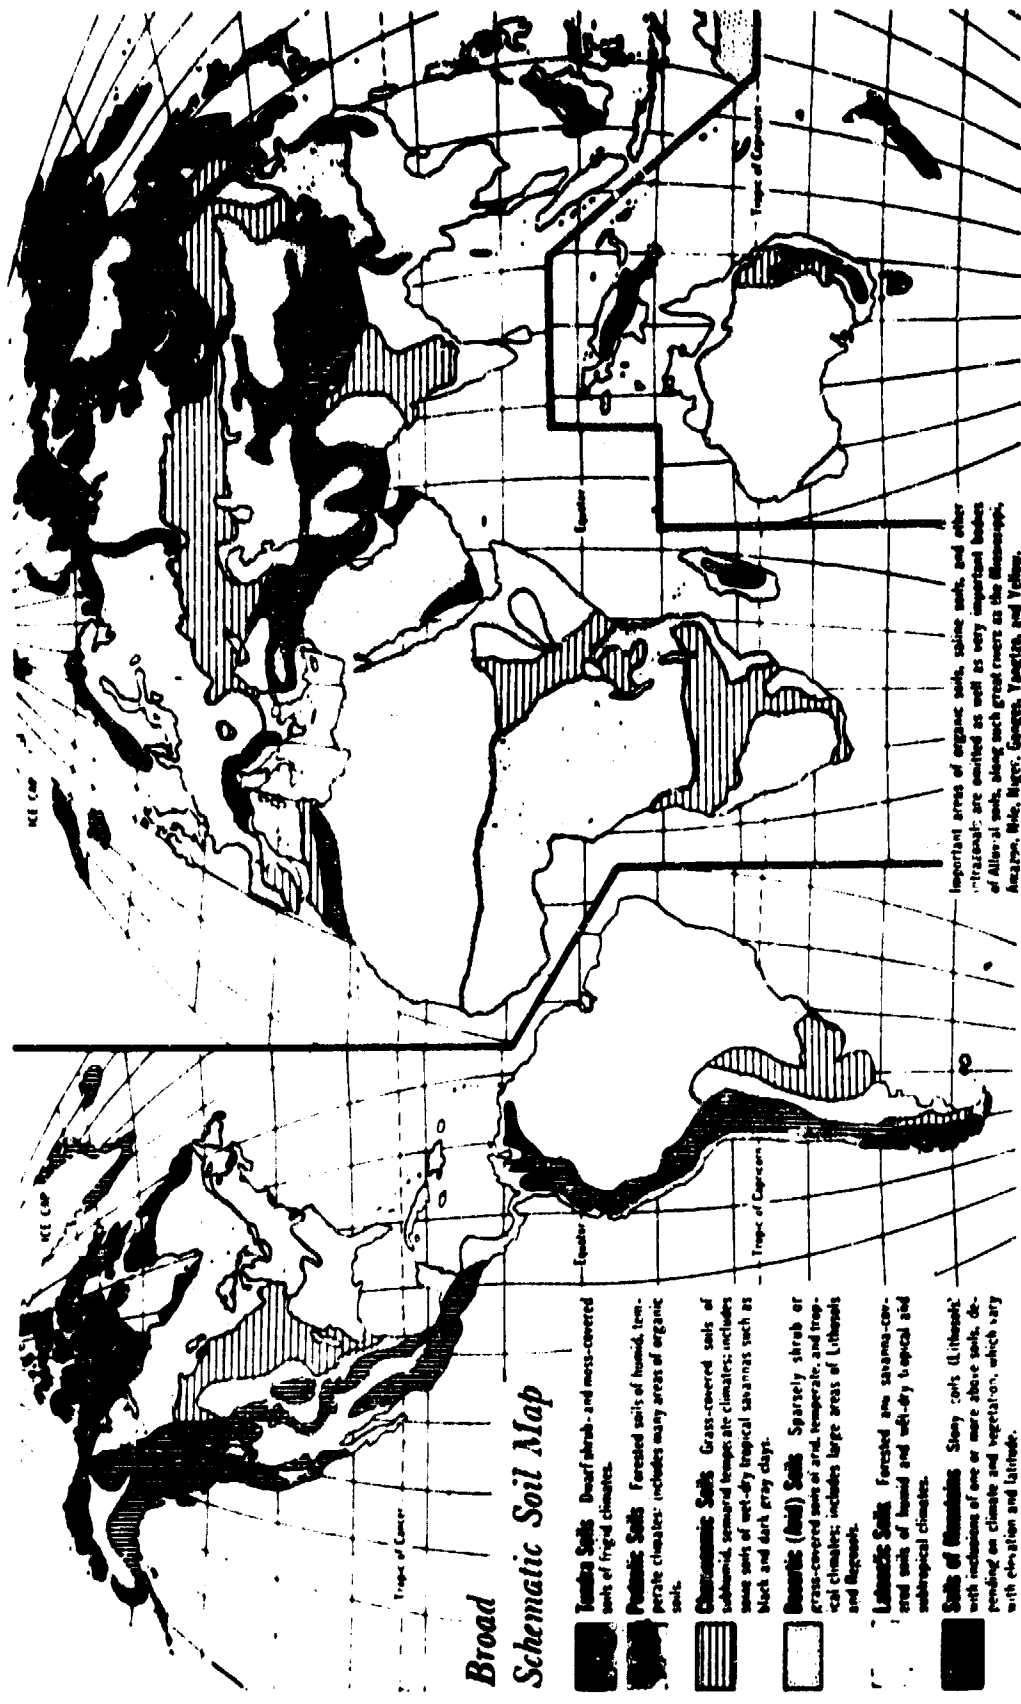 Broad
Schematic Soil Map
Tundra Soils Dwarf shrub- and moss-covered
soils of frigid climates.
Podzolic Soils Forested soils of humid, tem-
perate climates; includes many areas of organic
soils.
Chernozemic Soils Grass-covered soils of
subhumid, semiarid temperate climates; includes
some soils of wet-dry tropical savannas such as
black and dark gray clays.
Desertic (Arid) Soils Sparsely shrub or
grass-covered soils of arid, temperate, and trop-
ical climates; includes large areas of Lithosols
and Regosols.
Latosolic Soils Forested and savanna-cov-
ered soils of humid and wet-dry tropical and
subtropical climates.
Soils of Mountains Stony soils (Lithosols)
with inclusions of one or more above soils, de-
pending on climate and vegetation, which vary
with elevation and latitude.
Tropic of Cancer
ICE CAP
Equator
Tropic of Capricorn
ICE CAP
Equator
Tropic of Capricorn
Important areas of organic soils, saline soils, and other
intrazonals are omitted as well as very important bodies
of Alluvial soils, along such great rivers as the Mississippi,
Amazon, Nile, Niger, Ganges, Yangtze, and Yellow.